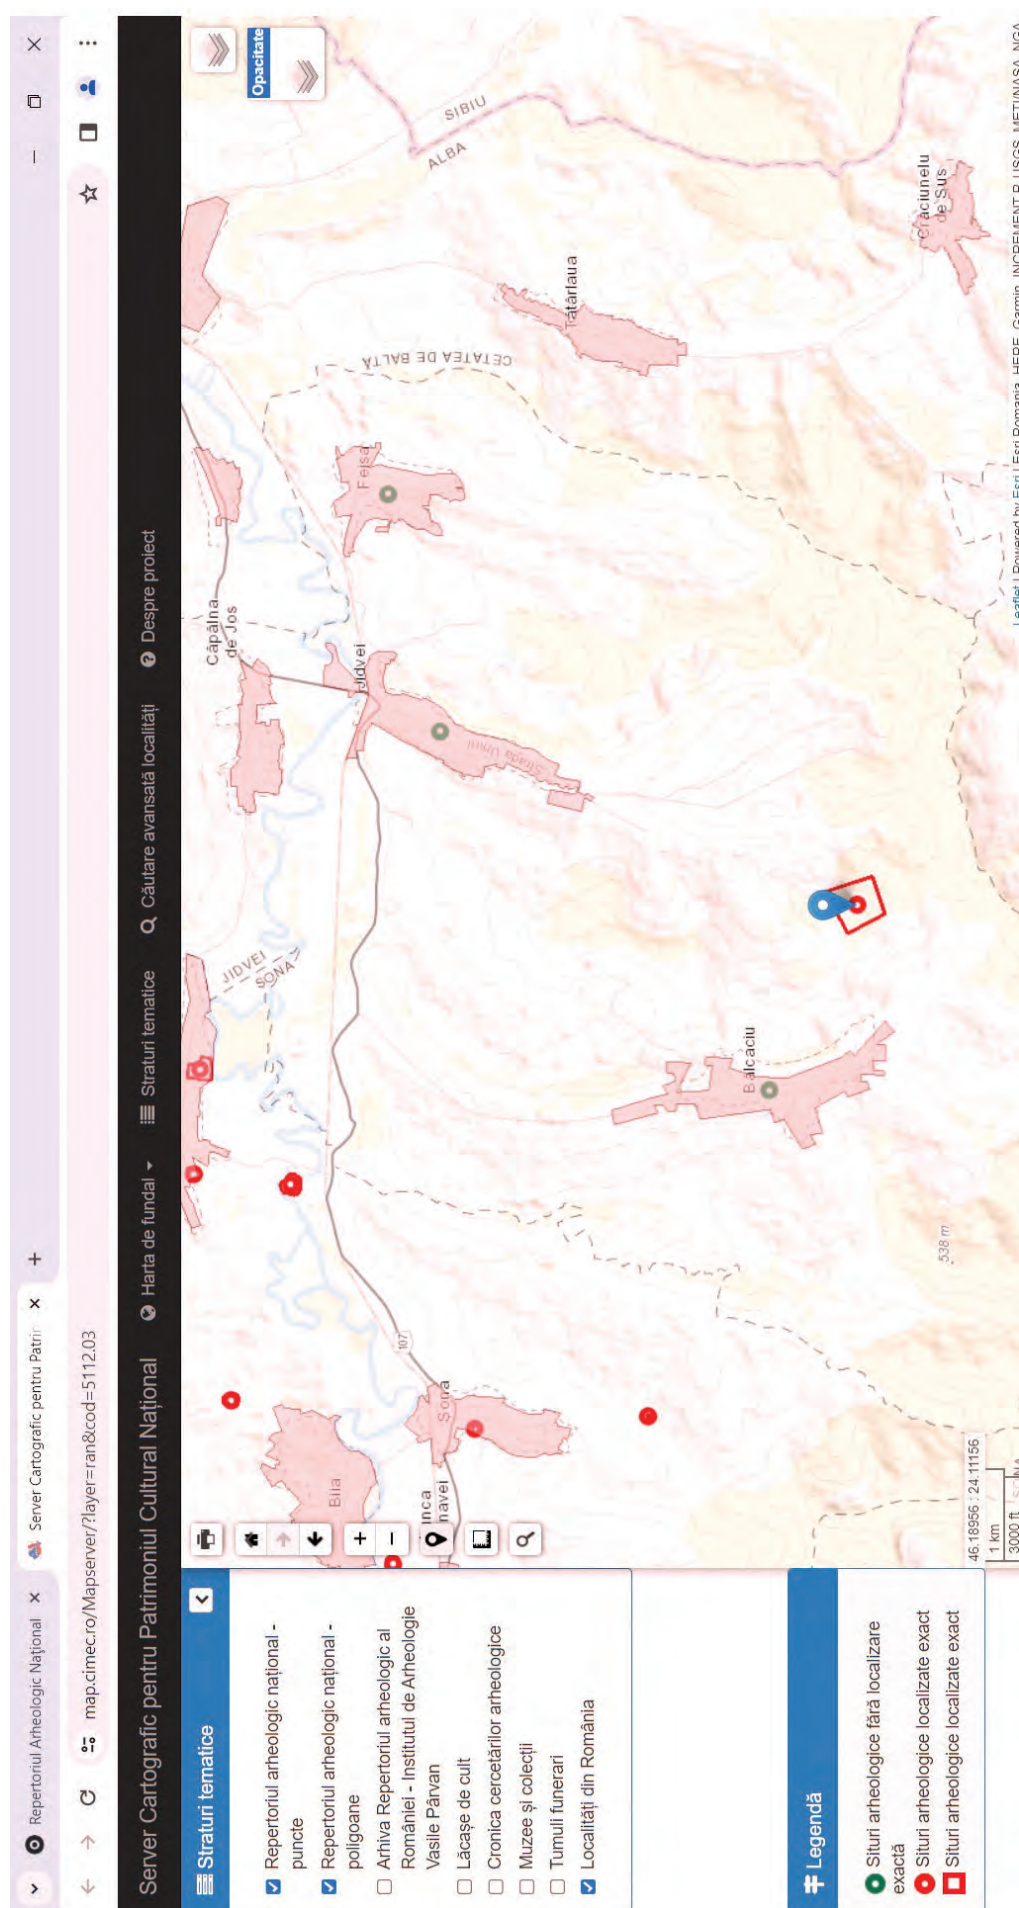 Repertoriul Arheologic Național
Server Cartografic pentru Patrir
map.cimec.ro/Mapserver/?layer=ran&cod=5112.03
Server Cartografic pentru Patrimoniul Cultural Național
Harta de fundal
Straturi tematice
Căutare avansată localități
Despre proiect
Straturi tematice
Repertoriul arheologic național -
puncte
Repertoriul arheologic național -
poligoane
Arhiva Repertoriul arheologic al
României - Institutul de Arheologie
Vasile Pârvan
Lăcașe de cult
Cronica cercetărilor arheologice
Muzee și colecții
Tumuli funerari
Localități din România
Legendă
Situri arheologice fără localizare
exactă
Situri arheologice localizate exact
Situri arheologice localizate exact
Opacitate
SIBIU
ALBA
CETATEA DE BALTĂ
Căpâlna
de Jos
Feisa
Tătârlaua
Crăciunelu
de Sus
Jidvei
Strada Unirii
JIDVEI
ȘONA
Bălcaciu
Biia
Șona
107
538 m
46.18956 : 24.11156
1 km
3000 ft
Leaflet | Powered by Esri | Esri Romania, HERE, Garmin, INCREMENT P, USGS, METI/NASA, NGA